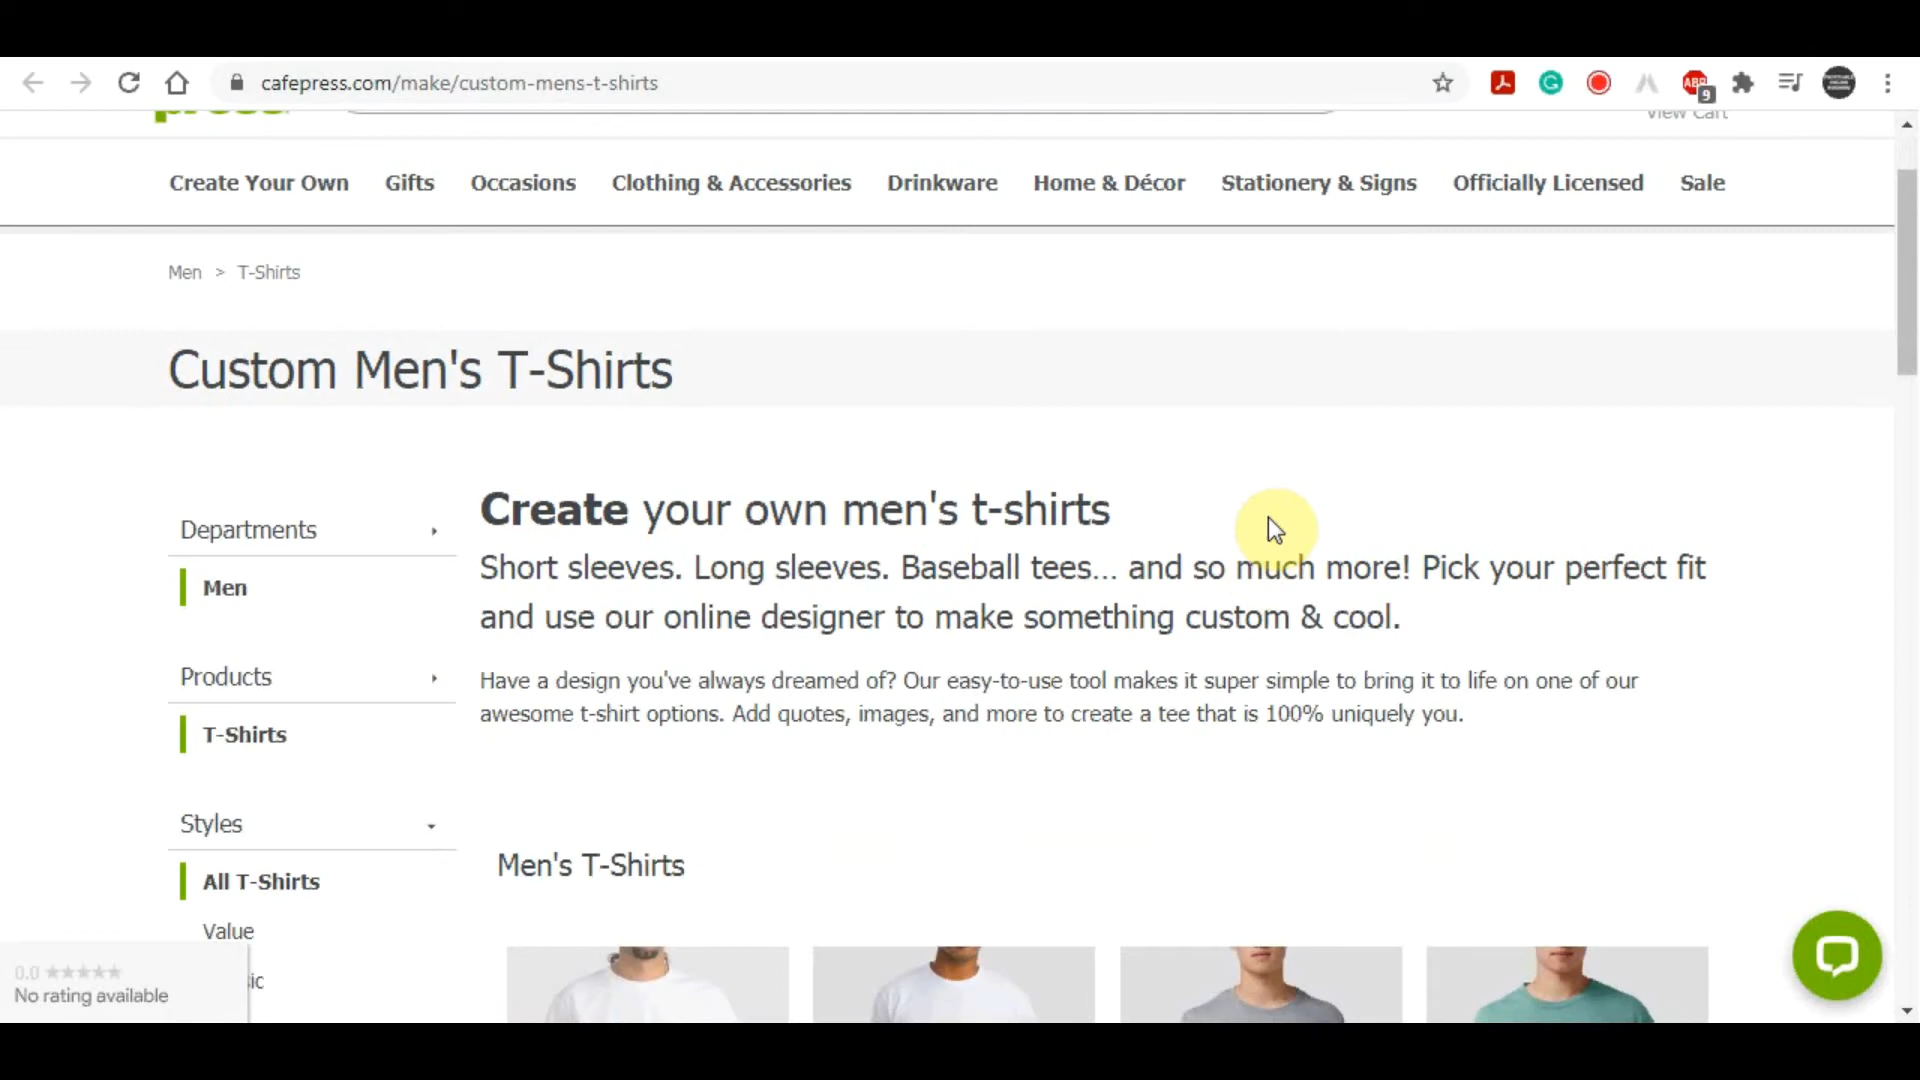 cafepress.com/make/custom-mens-t-shirts
ABP
9
View Cart
Create Your Own Gifts Occasions Clothing & Accessories Drinkware Home & Décor Stationery & Signs Officially Licensed Sale
Men > T-Shirts
Custom Men's T-Shirts
Create your own men's t-shirts
Short sleeves. Long sleeves. Baseball tees... and so much more! Pick your perfect fit
and use our online designer to make something custom & cool.
Have a design you've always dreamed of? Our easy-to-use tool makes it super simple to bring it to life on one of our
awesome t-shirt options. Add quotes, images, and more to create a tee that is 100% uniquely you.
Departments
Men
Products
T-Shirts
Styles
All T-Shirts
Value
Men's T-Shirts
0.0 ★★★★★
No rating available